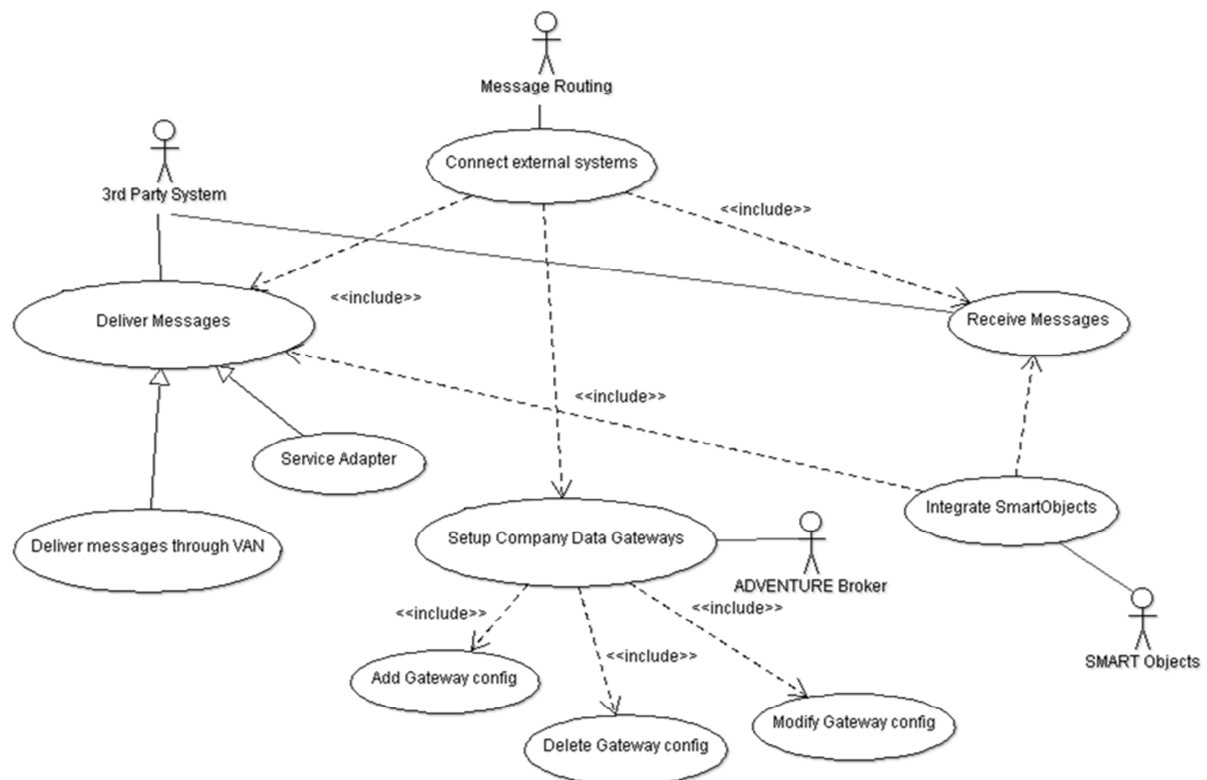 Message Routing
Connect external systems
3rd Party System
<<include>>
<<include>>
Deliver Messages
Receive Messages
<<include>>
Service Adapter
Integrate SmartObjects
Deliver messages through VAN
Setup Company Data Gateways
ADVENTURE Broker
<<include>>
<<include>>
<<include>>
SMART Objects
Add Gateway config
Modify Gateway config
Delete Gateway config